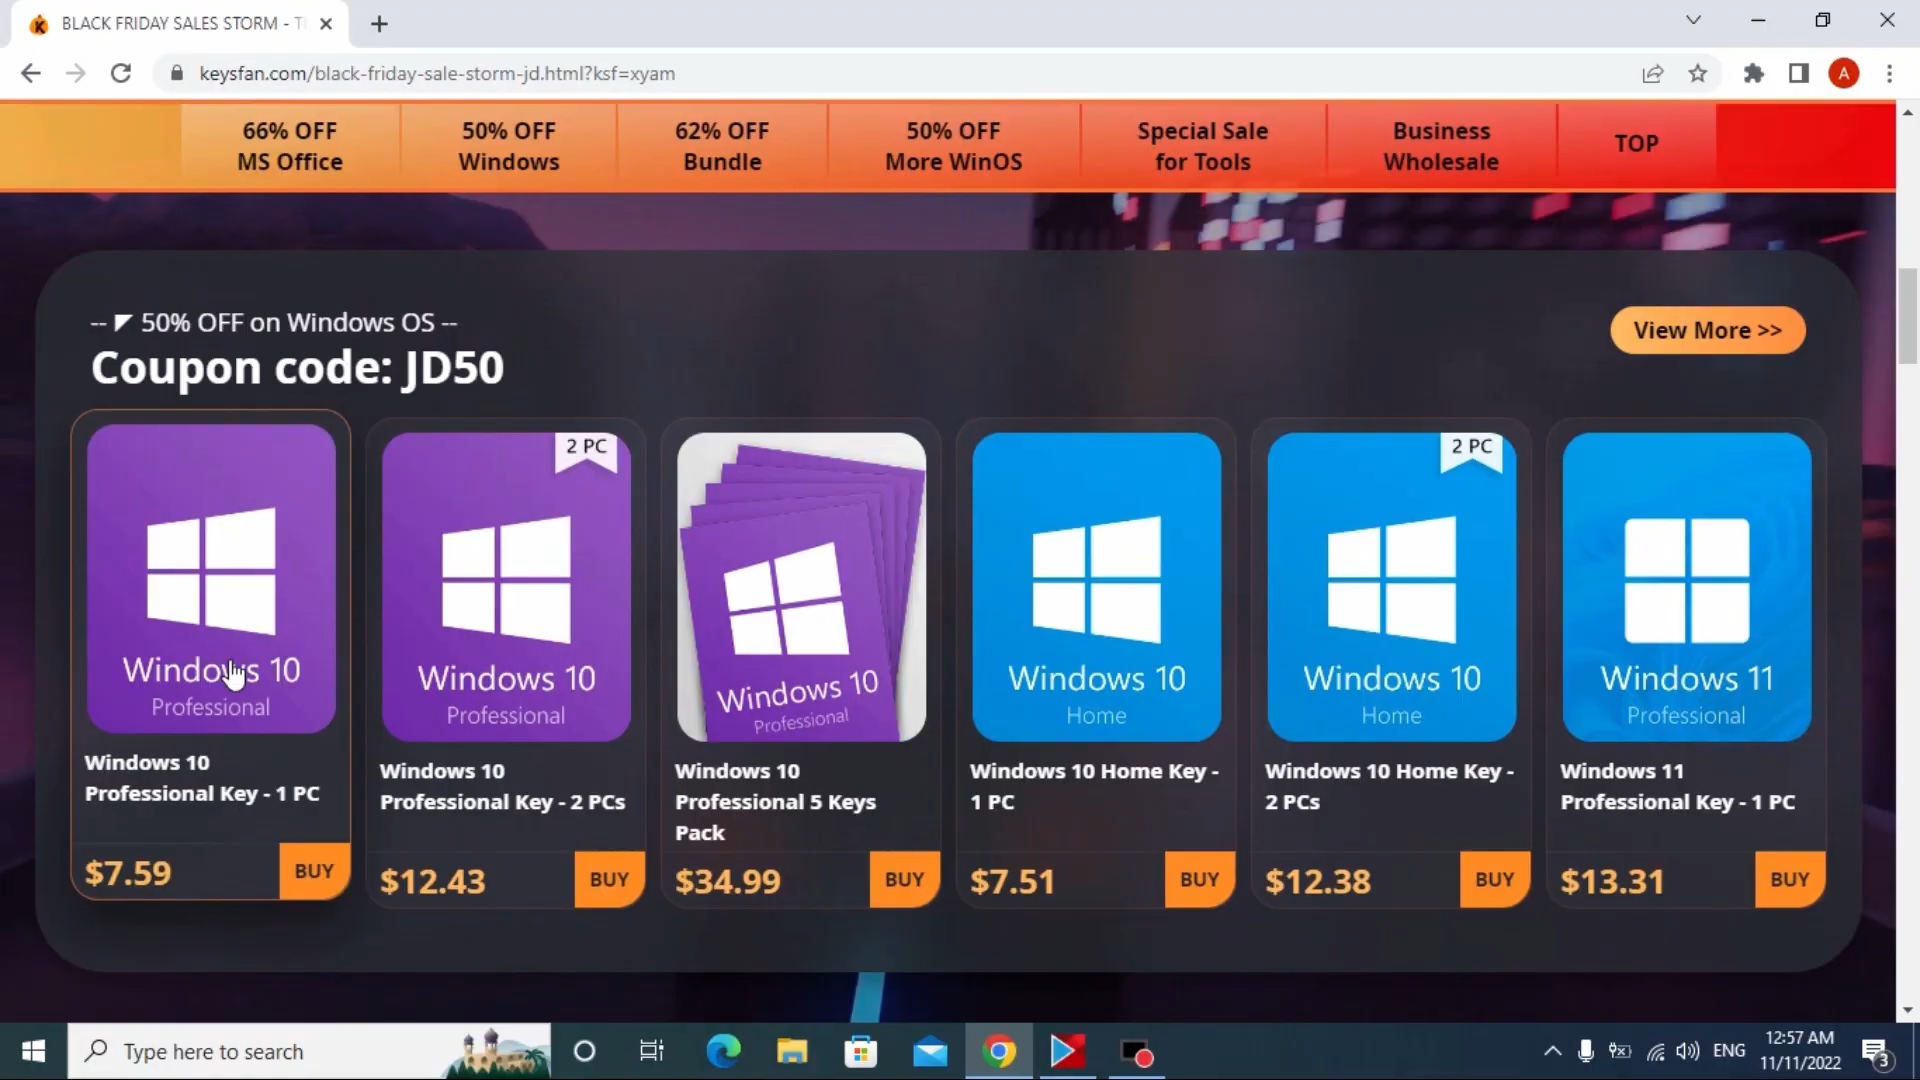 BLACK FRIDAY SALES STORM - T
keysfan.com/black-friday-sale-storm-jd.html?ksf=xyam
A
66% OFF
MS Office
50% OFF
Windows
62% OFF
Bundle
50% OFF
More WinOS
Special Sale
for Tools
Business
Wholesale
TOP
-- ◤ 50% OFF on Windows OS --
Coupon code: JD50
View More >>
Windows 10
Professional
Windows 10
Professional Key - 1 PC
$7.59
BUY
2 PC
Windows 10
Professional
Windows 10
Professional Key - 2 PCs
$12.43
BUY
Windows 10
Professional
Windows 10
Professional 5 Keys
Pack
$34.99
BUY
Windows 10
Home
Windows 10 Home Key -
1 PC
$7.51
BUY
2 PC
Windows 10
Home
Windows 10 Home Key -
2 PCs
$12.38
BUY
Windows 11
Professional
Windows 11
Professional Key - 1 PC
$13.31
BUY
Type here to search
ENG
12:57 AM
11/11/2022
3